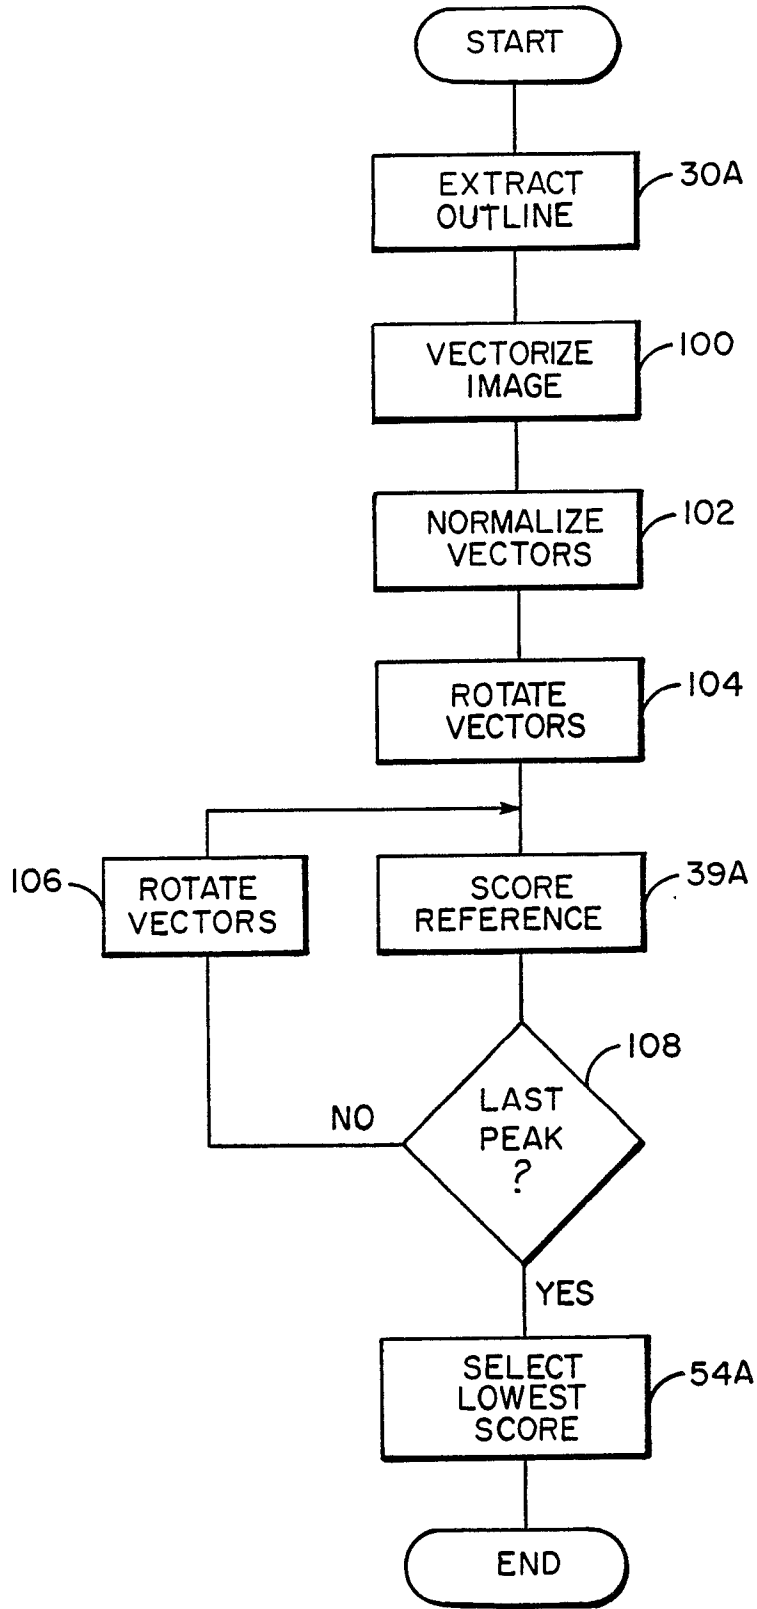 START
EXTRACT
OUTLINE
30A
VECTORIZE
IMAGE
100
NORMALIZE
VECTORS
102
ROTATE
VECTORS
104
106
ROTATE
VECTORS
SCORE
REFERENCE
39A
LAST
PEAK
?
108
NO
YES
SELECT
LOWEST
SCORE
54A
END